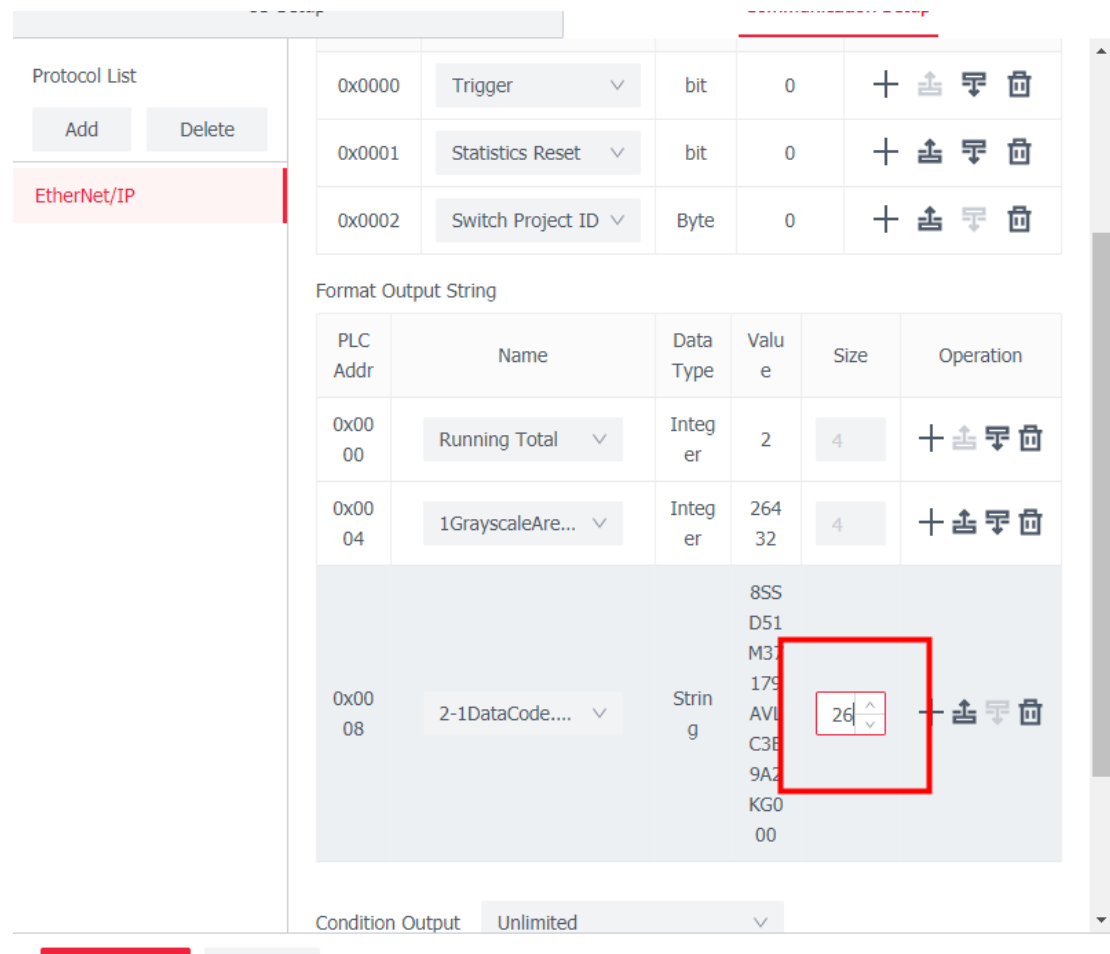 Protocol List
Add Delete
EtherNet/IP
0x0000 Trigger bit 0
0x0001 Statistics Reset bit 0
0x0002 Switch Project ID Byte 0
Format Output String
PLC Addr Name Data Type Valu e Size Operation
0x00 00 Running Total Integ er 2 4
0x00 04 1GrayscaleAre... Integ er 264 32 4
0x00 08 2-1DataCode.... Strin g
8SS
D51
M37
179
AVL
9A2
KG0
00
26
Condition Output Unlimited